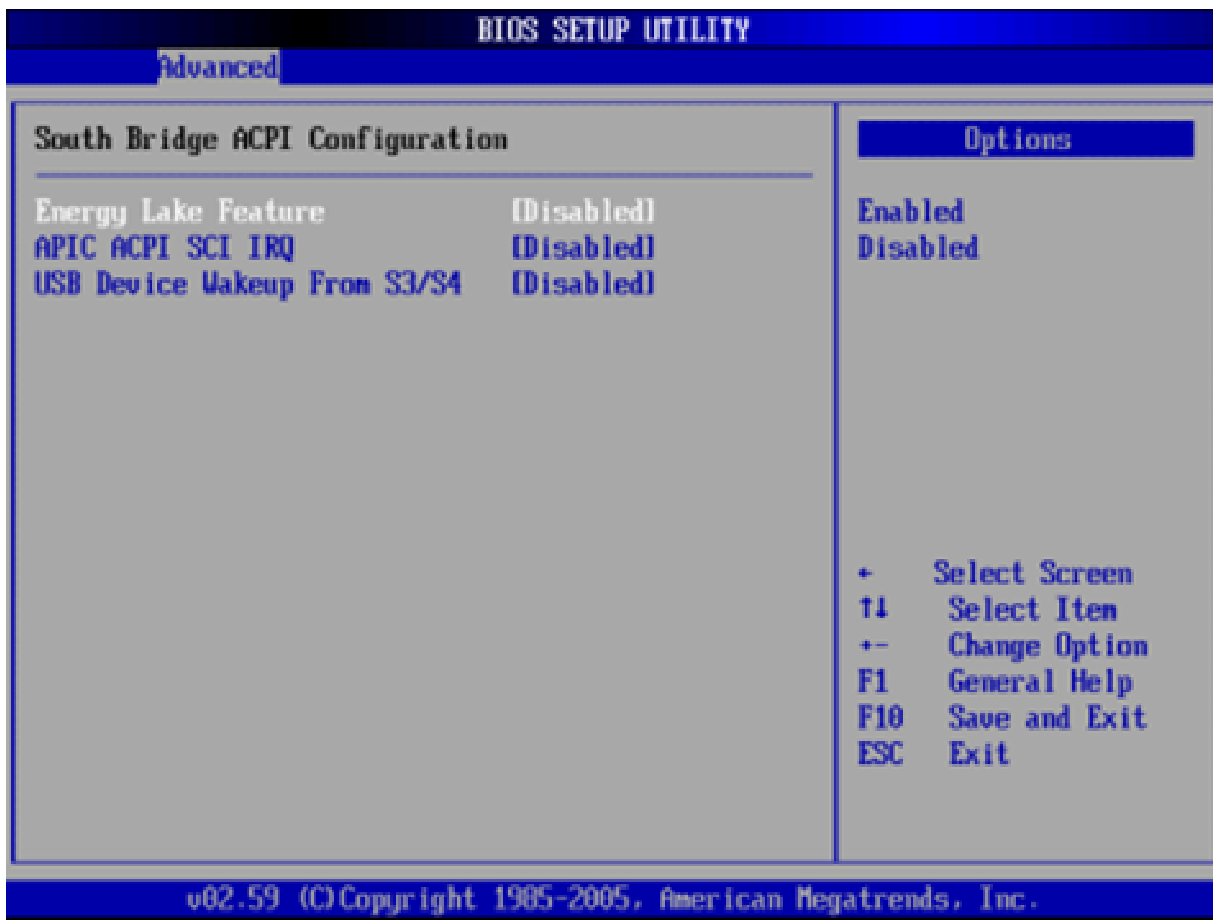 BIOS SETUP UTILITY
Advanced
South Bridge ACPI Configuration
Energy Lake Feature [Disabled]
APIC ACPI SCI IRQ [Disabled]
USB Device Wakeup From S3/S4 [Disabled]
Options
Enabled
Disabled
← Select Screen
↑↓ Select Item
+- Change Option
F1 General Help
F10 Save and Exit
ESC Exit
v02.59 (C)Copyright 1985-2005, American Megatrends, Inc.